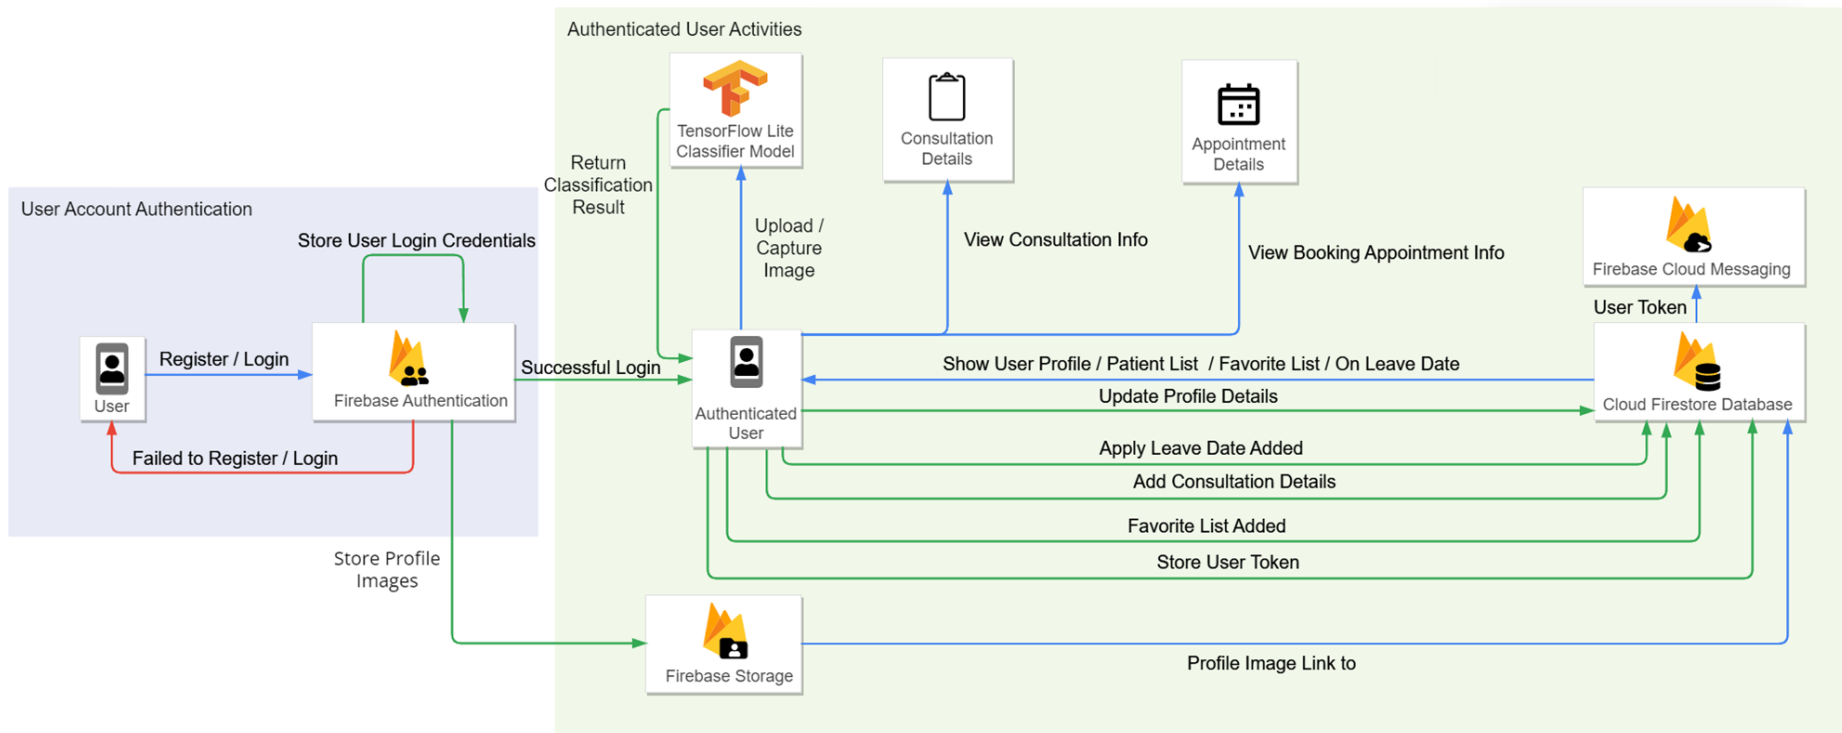 Authenticated User Activities
TensorFlow Lite
Classifier Model
Consultation
Details
Appointment
Details
Return
Classification
Result
Upload /
Capture
Image
View Consultation Info
View Booking Appointment Info
Firebase Cloud Messaging
User Token
User Account Authentication
Store User Login Credentials
Register / Login
User
Firebase Authentication
Failed to Register / Login
Successful Login
Authenticated
User
Show User Profile / Patient List / Favorite List / On Leave Date
Update Profile Details
Cloud Firestore Database
Apply Leave Date Added
Add Consultation Details
Favorite List Added
Store User Token
Store Profile
Images
Firebase Storage
Profile Image Link to